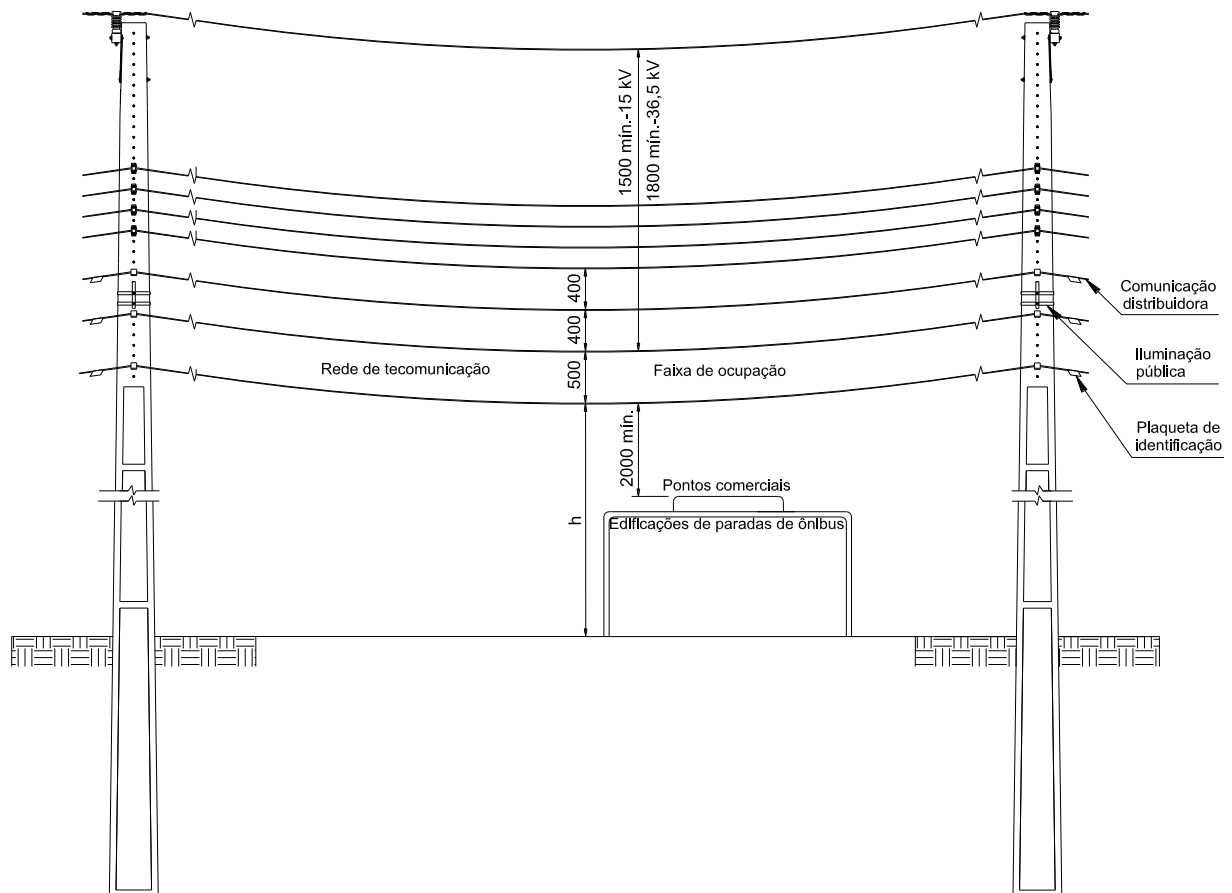 1500 mín.-15 kV
1800 mín.-36,5 kV
400
400
500
Comunicação
distribuidora
Rede de tecomunicação
Faixa de ocupação
Iluminação
pública
Plaqueta de
identificação
2000 mín.
Pontos comerciais
Edificações de paradas de ônibus
h